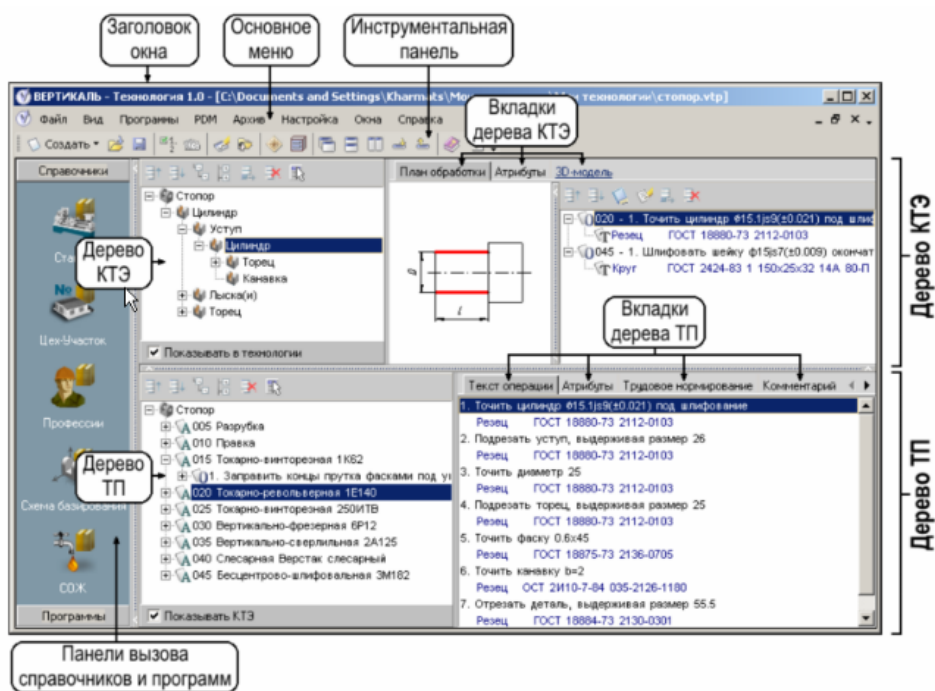 Заголовок
окна
Основное
меню
Инструментальная
панель
ВЕРТИКАЛЬ - Технология 1.0 - [C:\Documents and Settings\Kharmats\Мои технологии\стопор.vtp]
Файл Вид Программы PDM Архив Настройка Окна Справка
Вкладки
дерева КТЭ
Создать
Справочники
План обработки Атрибуты 3D-модель
Стопор
Цилиндр
Уступ
Цилиндр
Торец
Канавка
Лыска(и)
Торец
Показывать в технологии
Дерево
КТЭ
D
l
020 - 1. Точить цилиндр ϕ15.1js9(±0.021) под
Резец ГОСТ 18880-73 2112-0103
045 - 1. Шлифовать шейку ϕ15js7(±0.009)
Круг ГОСТ 2424-83 1 150x25x32 14А 80-П
Вкладки
дерева ТП
Дерево КТЭ
№
Цех-Участок
Профессии
Схема базирования
СОЖ
Программы
Стопор
005 Разрубка
010 Правка
015 Токарно-винторезная 1К62
1. Заправить концы прутка фасками под
020 Токарно-револьверная 1Е140
025 Токарно-винторезная 250ИТВ
030 Вертикально-фрезерная 6Р12
035 Вертикально-сверлильная 2А125
040 Слесарная Верстак слесарный
045 Бесцентрово-шлифовальная 3М182
Показывать КТЭ
Дерево
ТП
Текст операции Атрибуты Трудовое нормирование Комментарий
1. Точить цилиндр ϕ15.1js9(±0.021) под шлифование
Резец ГОСТ 18880-73 2112-0103
2. Подрезать уступ, выдерживая размер 26
Резец ГОСТ 18880-73 2112-0103
3. Точить диаметр 25
Резец ГОСТ 18880-73 2112-0103
4. Подрезать торец, выдерживая размер 25
Резец ГОСТ 18880-73 2112-0103
5. Точить фаску 0.6x45
Резец ГОСТ 18875-73 2136-0705
6. Точить канавку b=2
Резец ОСТ 2И10-7-84 035-2126-1180
7. Отрезать деталь, выдерживая размер 55.5
Резец ГОСТ 18884-73 2130-0301
Дерево ТП
Панели вызова
справочников и программ